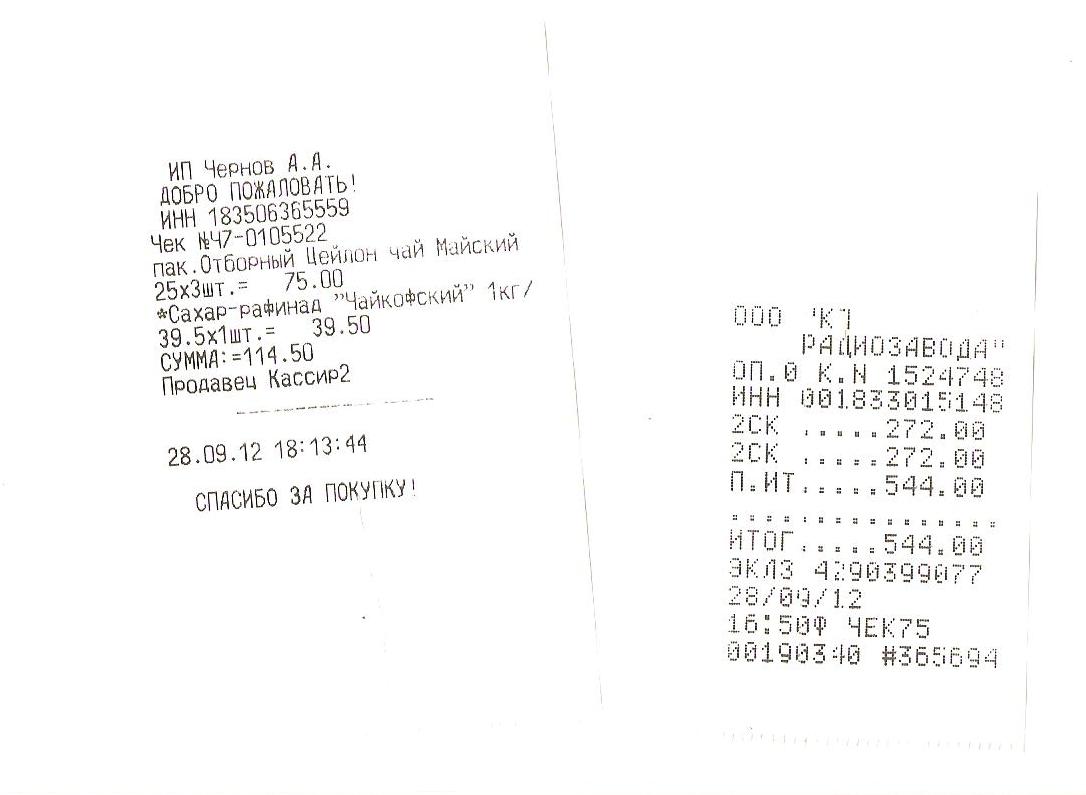 ИП Чернов А.А.
ДОБРО ПОЖАЛОВАТЬ!
ИНН 183506365559
Чек №Ч7-0105522
пак.Отборный Цейлон чай Майский
25x3шт.= 75.00
*Сахар-рафинад "Чайкофский" 1кг/
39.5x1шт.= 39.50
СУММА:=114.50
Продавец Кассир2
28.09.12 18:13:44
СПАСИБО ЗА ПОКУПКУ!
ООО
РАДИОЗАВОДА"
ОП.0 К.N 1524748
ИНН 001833015148
2СК .....272.00
2СК .....272.00
П.ИТ.....544.00
ИТОГ.....544.00
ЭКЛЗ 4290399077
28/09/12
16:50Ф ЧЕК75
00190340 #365694